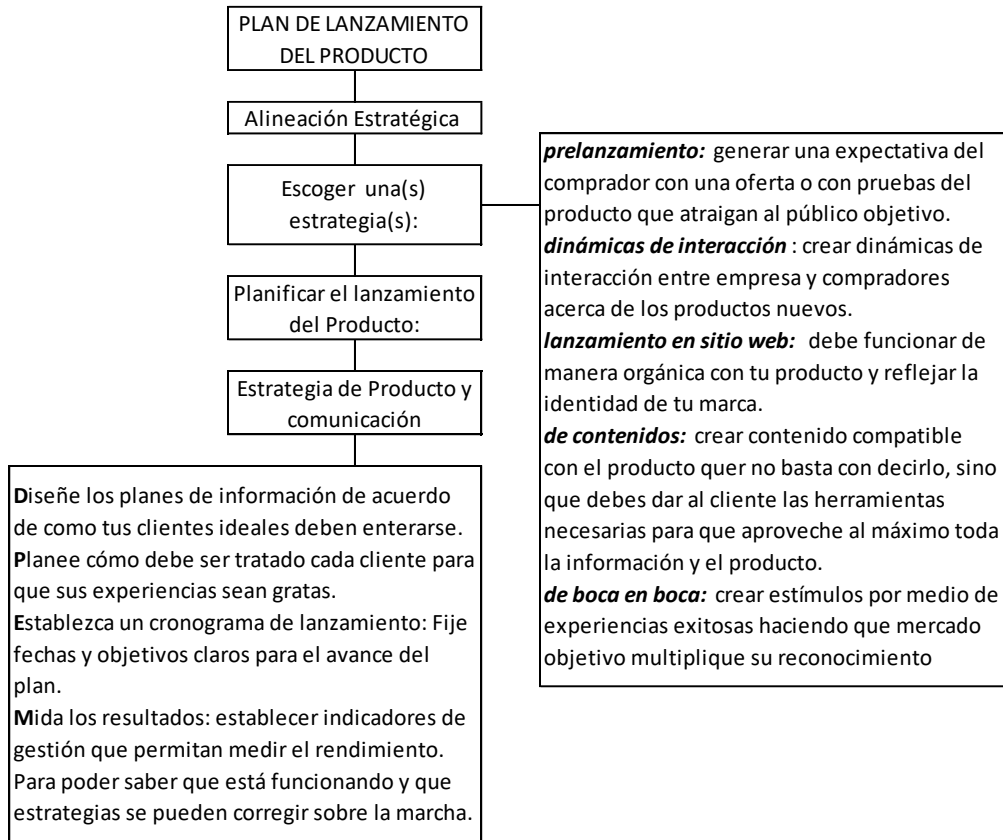 PLAN DE LANZAMIENTO
DEL PRODUCTO
Alineación Estratégica
Escoger una(s)
estrategia(s):
prelanzamiento: generar una expectativa del
comprador con una oferta o con pruebas del
producto que atraigan al público objetivo.
dinámicas de interacción : crear dinámicas de
interacción entre empresa y compradores
acerca de los productos nuevos.
lanzamiento en sitio web: debe funcionar de
manera orgánica con tu producto y reflejar la
identidad de tu marca.
de contenidos: crear contenido compatible
con el producto quer no basta con decirlo, sino
que debes dar al cliente las herramientas
necesarias para que aproveche al máximo toda
la información y el producto.
de boca en boca: crear estímulos por medio de
experiencias exitosas haciendo que mercado
objetivo multiplique su reconocimiento
Planificar el lanzamiento
del Producto:
Estrategia de Producto y
comunicación
Diseñe los planes de información de acuerdo
de como tus clientes ideales deben enterarse.
Planee cómo debe ser tratado cada cliente para
que sus experiencias sean gratas.
Establezca un cronograma de lanzamiento: Fije
fechas y objetivos claros para el avance del
plan.
Mida los resultados: establecer indicadores de
gestión que permitan medir el rendimiento.
Para poder saber que está funcionando y que
estrategias se pueden corregir sobre la marcha.